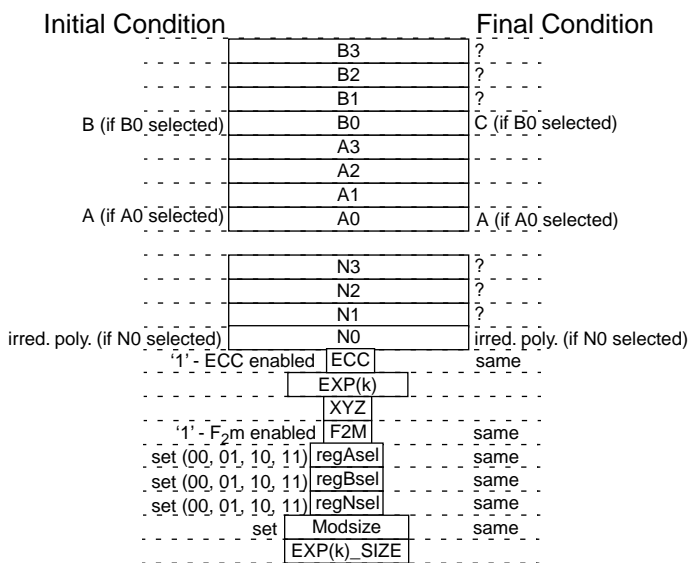 Initial Condition Final Condition
B3 ?
B2 ?
B1 ?
B (if B0 selected) B0 C (if B0 selected)
A3
A2
A1
A (if A0 selected) A0 A (if A0 selected)
N3 ?
N2 ?
N1 ?
irred. poly. (if N0 selected) N0 irred. poly. (if N0 selected)
‘1’ - ECC enabled ECC same
EXP(k)
XYZ
‘1’ - F2m enabled F2M same
set (00, 01, 10, 11) regAsel same
set (00, 01, 10, 11) regBsel same
set (00, 01, 10, 11) regNsel same
set Modsize same
EXP(k)_SIZE